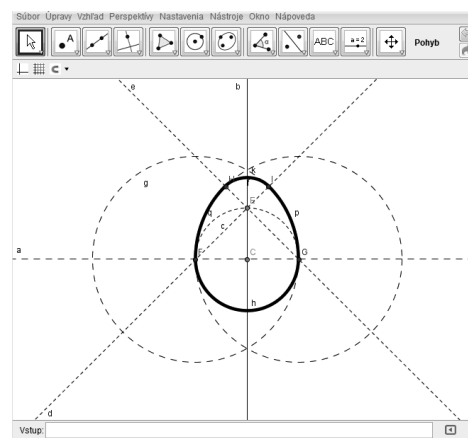 Súbor Úpravy Vzhľad Perspektívy Nastavenia Nástroje Okno Nápoveda
A α ABC a=2 Pohyb
e b
k
J
g E
q p
c
a F C G
h
d
Vstup: